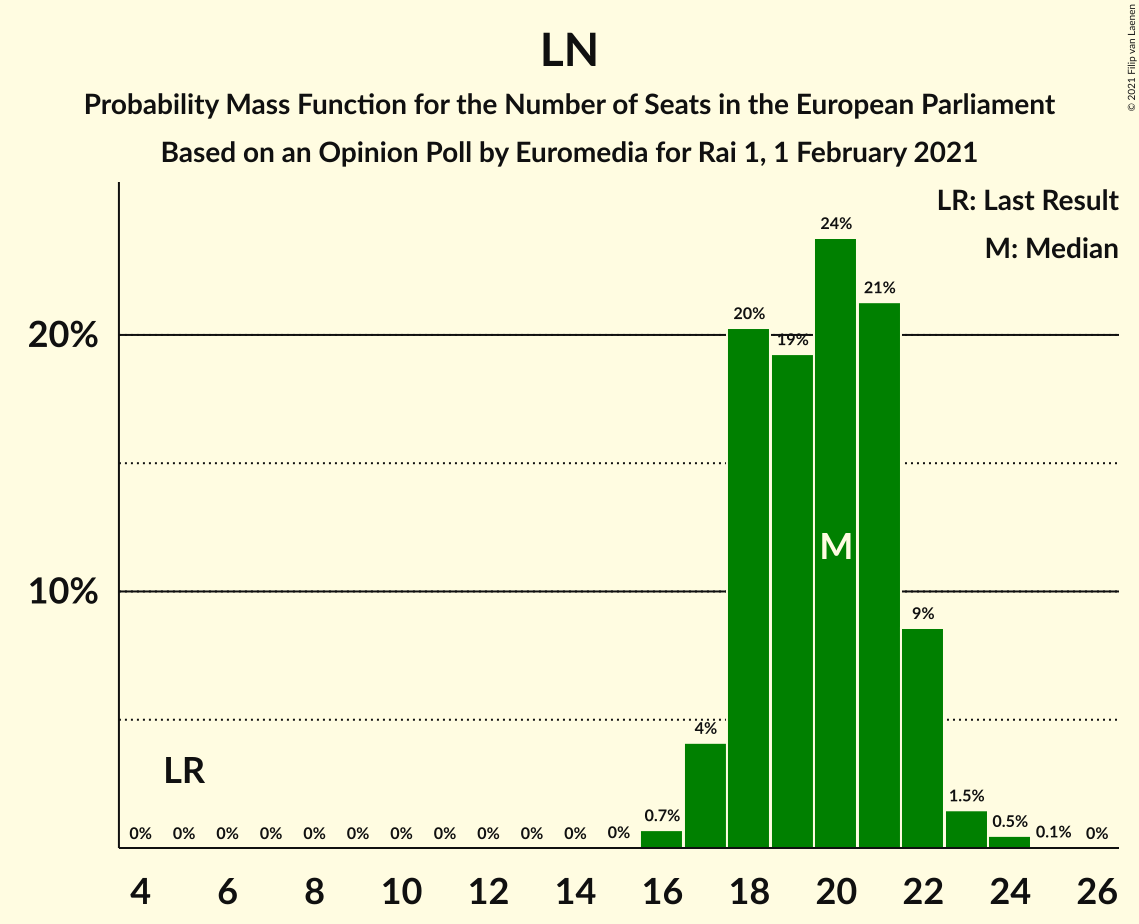 LN
Probability Mass Function for the Number of Seats in the European Parliament
Based on an Opinion Poll by Euromedia for Rai 1, 1 February 2021
© 2021 Filip van Laenen
LR: Last Result
M: Median
24%
21%
20%
19%
20%
M
10%
9%
4%
LR
1.5%
0.7%
0.5%
0% 0% 0% 0% 0% 0% 0% 0% 0% 0% 0% 0% 0.1% 0%
4 6 8 10 12 14 16 18 20 22 24 26